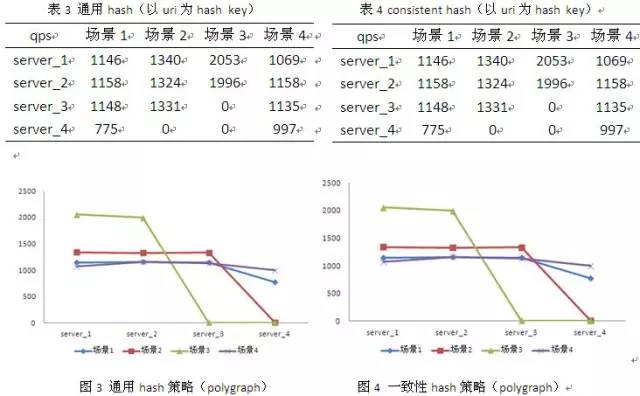 表 3 通用 hash（以 uri 为 hash key）
qps 场景 1 场景 2 场景 3 场景 4
server_1 1146 1340 2053 1069
server_2 1158 1324 1996 1158
server_3 1148 1331 0 1135
server_4 775 0 0 997
表 4 consistent hash（以 uri 为 hash key）
qps 场景 1 场景 2 场景 3 场景 4
server_1 1146 1340 2053 1069
server_2 1158 1324 1996 1158
server_3 1148 1331 0 1135
server_4 775 0 0 997
2500
2000
1500
1000
500
0
server_1 server_2 server_3 server_4
场景1 场景2 场景3 场景4
图 3 通用 hash 策略（polygraph）
2500
2000
1500
1000
500
0
server_1 server_2 server_3 server_4
场景1 场景2 场景3 场景4
图 4 一致性 hash 策略（polygraph）